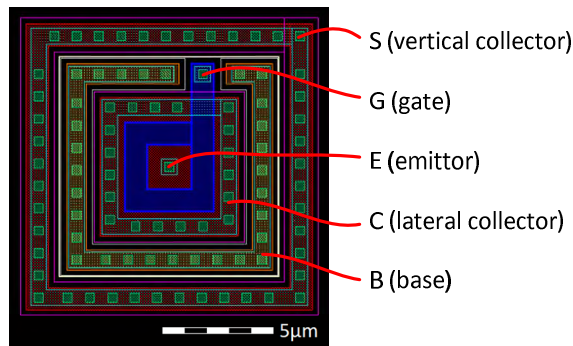 S (vertical collector)
G (gate)
E (emittor)
C (lateral collector)
B (base)
5μm